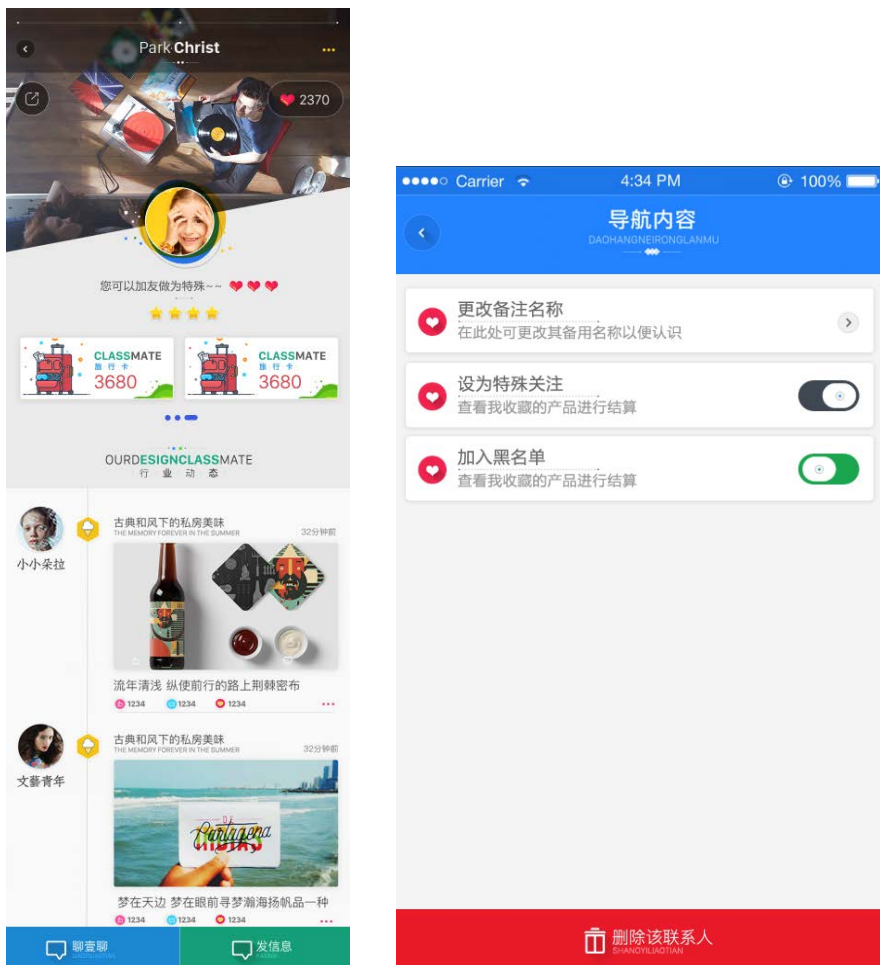 Park Christ
2370
您可以加友做为特殊~~
CLASSMATE
旅行卡
3680
CLASSMATE
旅行卡
3680
OURDESIGNCLASSMATE
行业动态
小小朵拉
古典和风下的私房美味
THE MEMORY FOREVER IN THE SUMMER
32分钟前
流年清浅 纵使前行的路上荆棘密布
1234 1234 1234
文藝青年
古典和风下的私房美味
THE MEMORY FOREVER IN THE SUMMER
32分钟前
Cartagena
INDIAS
梦在天边 梦在眼前寻梦瀚海扬帆品一种
1234 1234 1234
聊壹聊
发信息
Carrier 4:34 PM 100%
导航内容
DAOHANGNEIRONGLANMU
更改备注名称
在此处可更改其备用名称以便认识
设为特殊关注
查看我收藏的产品进行结算
加入黑名单
查看我收藏的产品进行结算
删除该联系人
SHANGYILIAOTIAN